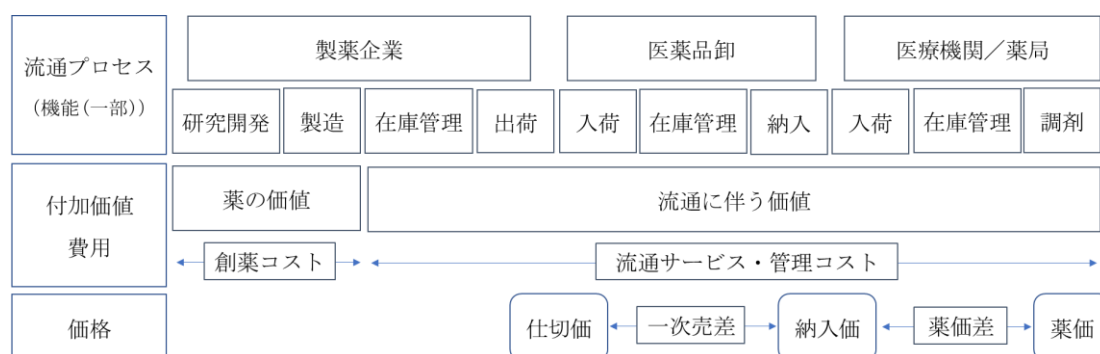 流通プロセス
(機能(一部))
製薬企業
医薬品卸
医療機関／薬局
研究開発
製造
在庫管理
出荷
入荷
在庫管理
納入
入荷
在庫管理
調剤
付加価値
費用
薬の価値
流通に伴う価値
創薬コスト
流通サービス・管理コスト
価格
仕切価
一次売差
納入価
薬価差
薬価